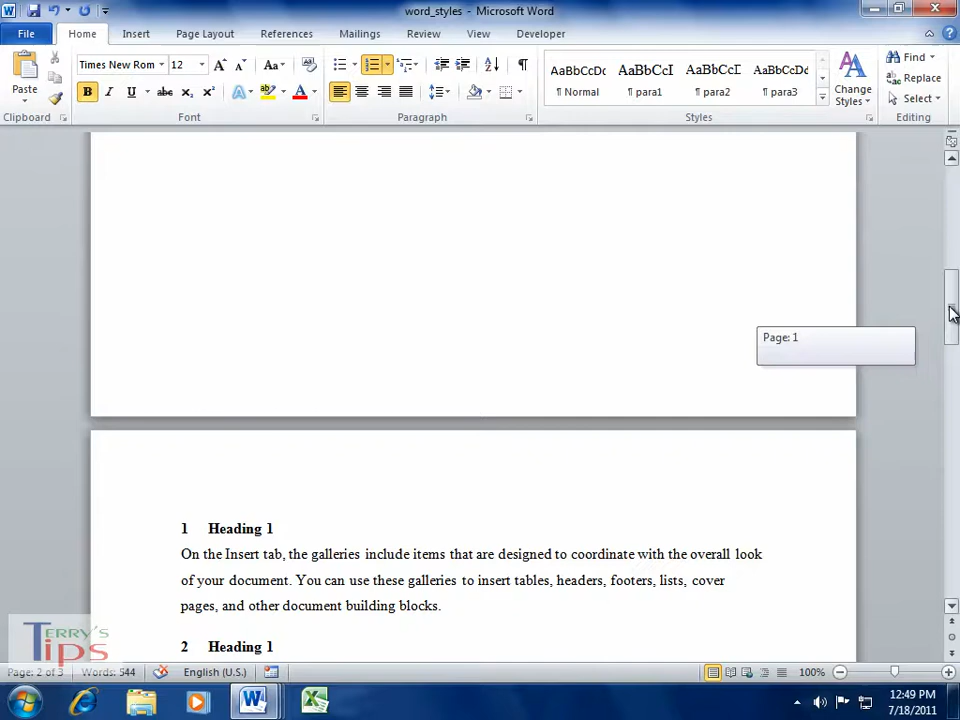 word_styles - Microsoft Word
File Home Insert Page Layout References Mailings Review View Developer
Times New Rom 12 Aa AaBbCcDc AaBbCcI AaBbCcI AaBbCcDd Find
Paste B I U abc x₂ x² A ab A ¶ Normal ¶ para1 ¶ para2 ¶ para3 Change Styles Replace
Select
Clipboard Font Paragraph Styles Editing
Page: 1
1 Heading 1
On the Insert tab, the galleries include items that are designed to coordinate with the overall look
of your document. You can use these galleries to insert tables, headers, footers, lists, cover
pages, and other document building blocks.
2 Heading 1
TERRY'S
TIPS
Page: 2 of 3 Words: 544 English (U.S.) 100%
12:49 PM
7/18/2011